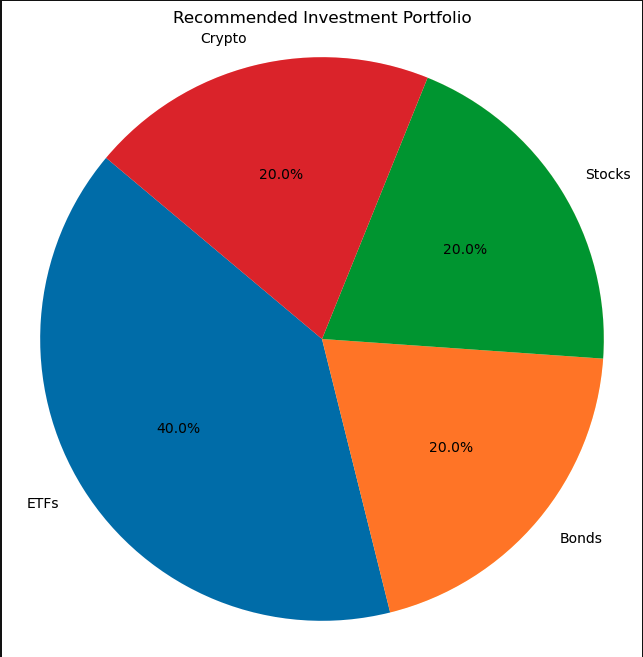 Recommended Investment Portfolio
Crypto
Stocks
20.0%
20.0%
40.0%
20.0%
ETFs
Bonds